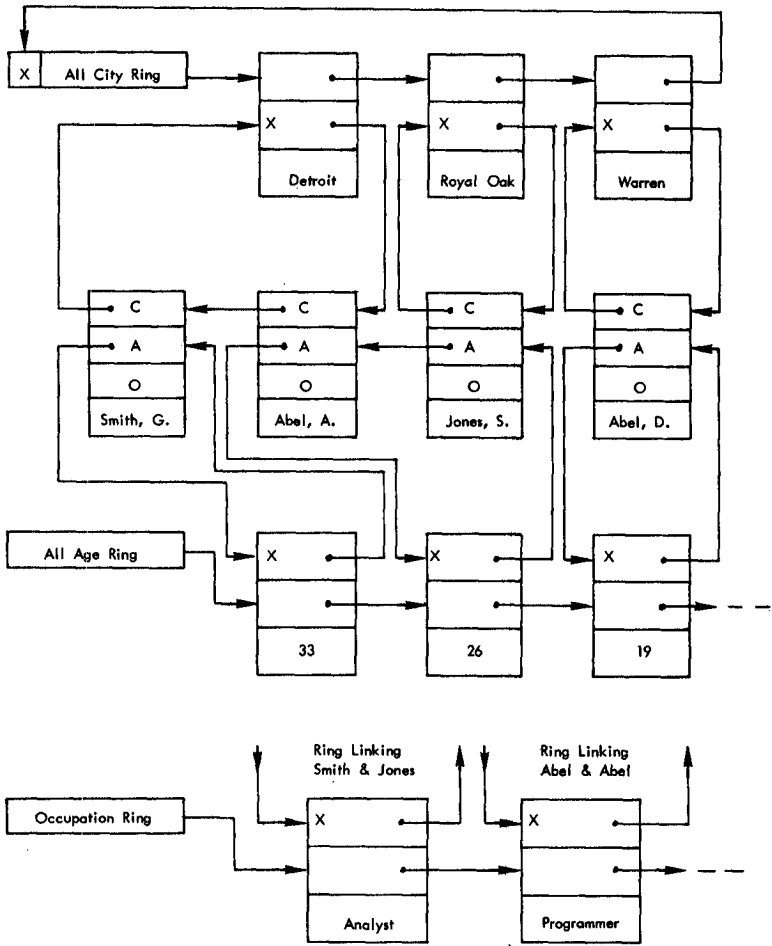 X All City Ring
X X X
Detroit Royal Oak Warren
C C C C
A A A A
O O O O
Smith, G. Abel, A. Jones, S. Abel, D.
All Age Ring X X X
33 26 19
Ring Linking Ring Linking
Smith & Jones Abel & Abel
Occupation Ring X X
Analyst Programmer